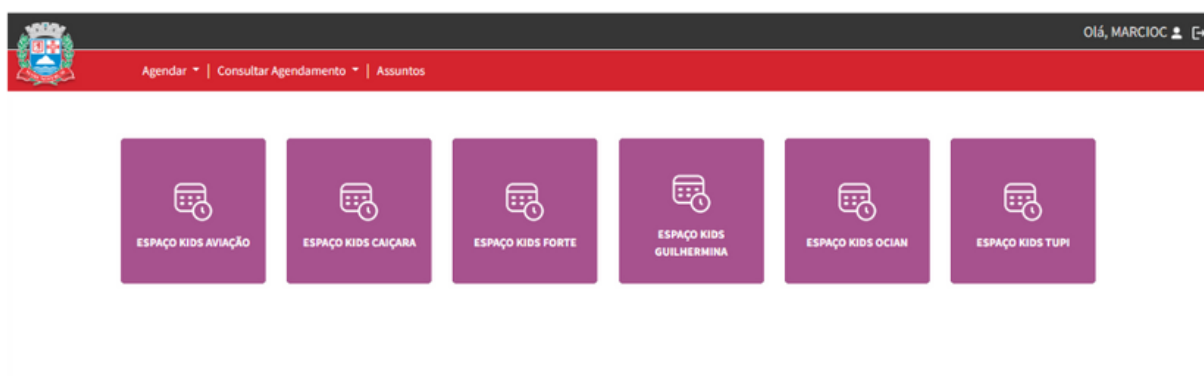 Olá, MARCIOC
Agendar | Consultar Agendamento | Assuntos
ESPAÇO KIDS AVIAÇÃO
ESPAÇO KIDS CAIÇARA
ESPAÇO KIDS FORTE
ESPAÇO KIDS
GUILHERMINA
ESPAÇO KIDS OCIAN
ESPAÇO KIDS TUPI